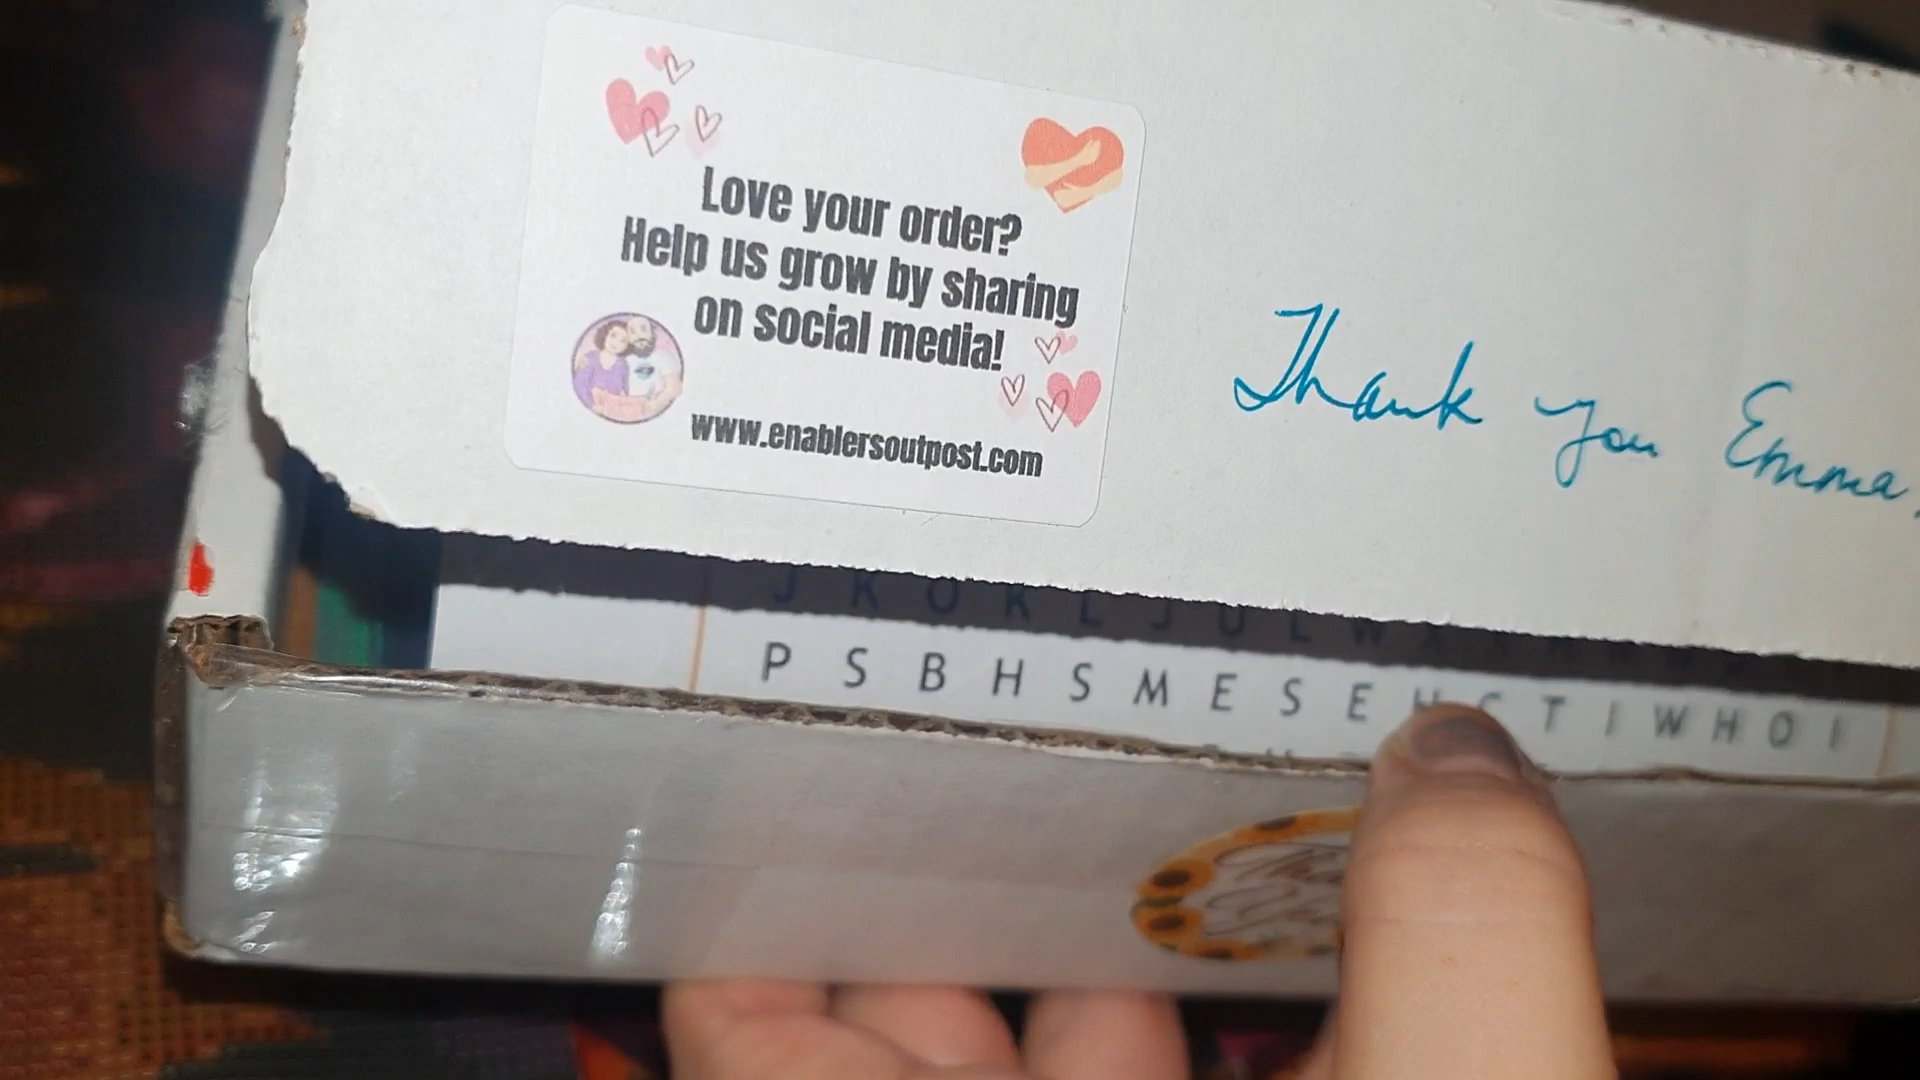 Love your order?
Help us grow by sharing
on social media!
www.enablersoutpost.com
Thank you Emma.
J K O K L J U L W X
P S B H S M E S E H C T I W H O I